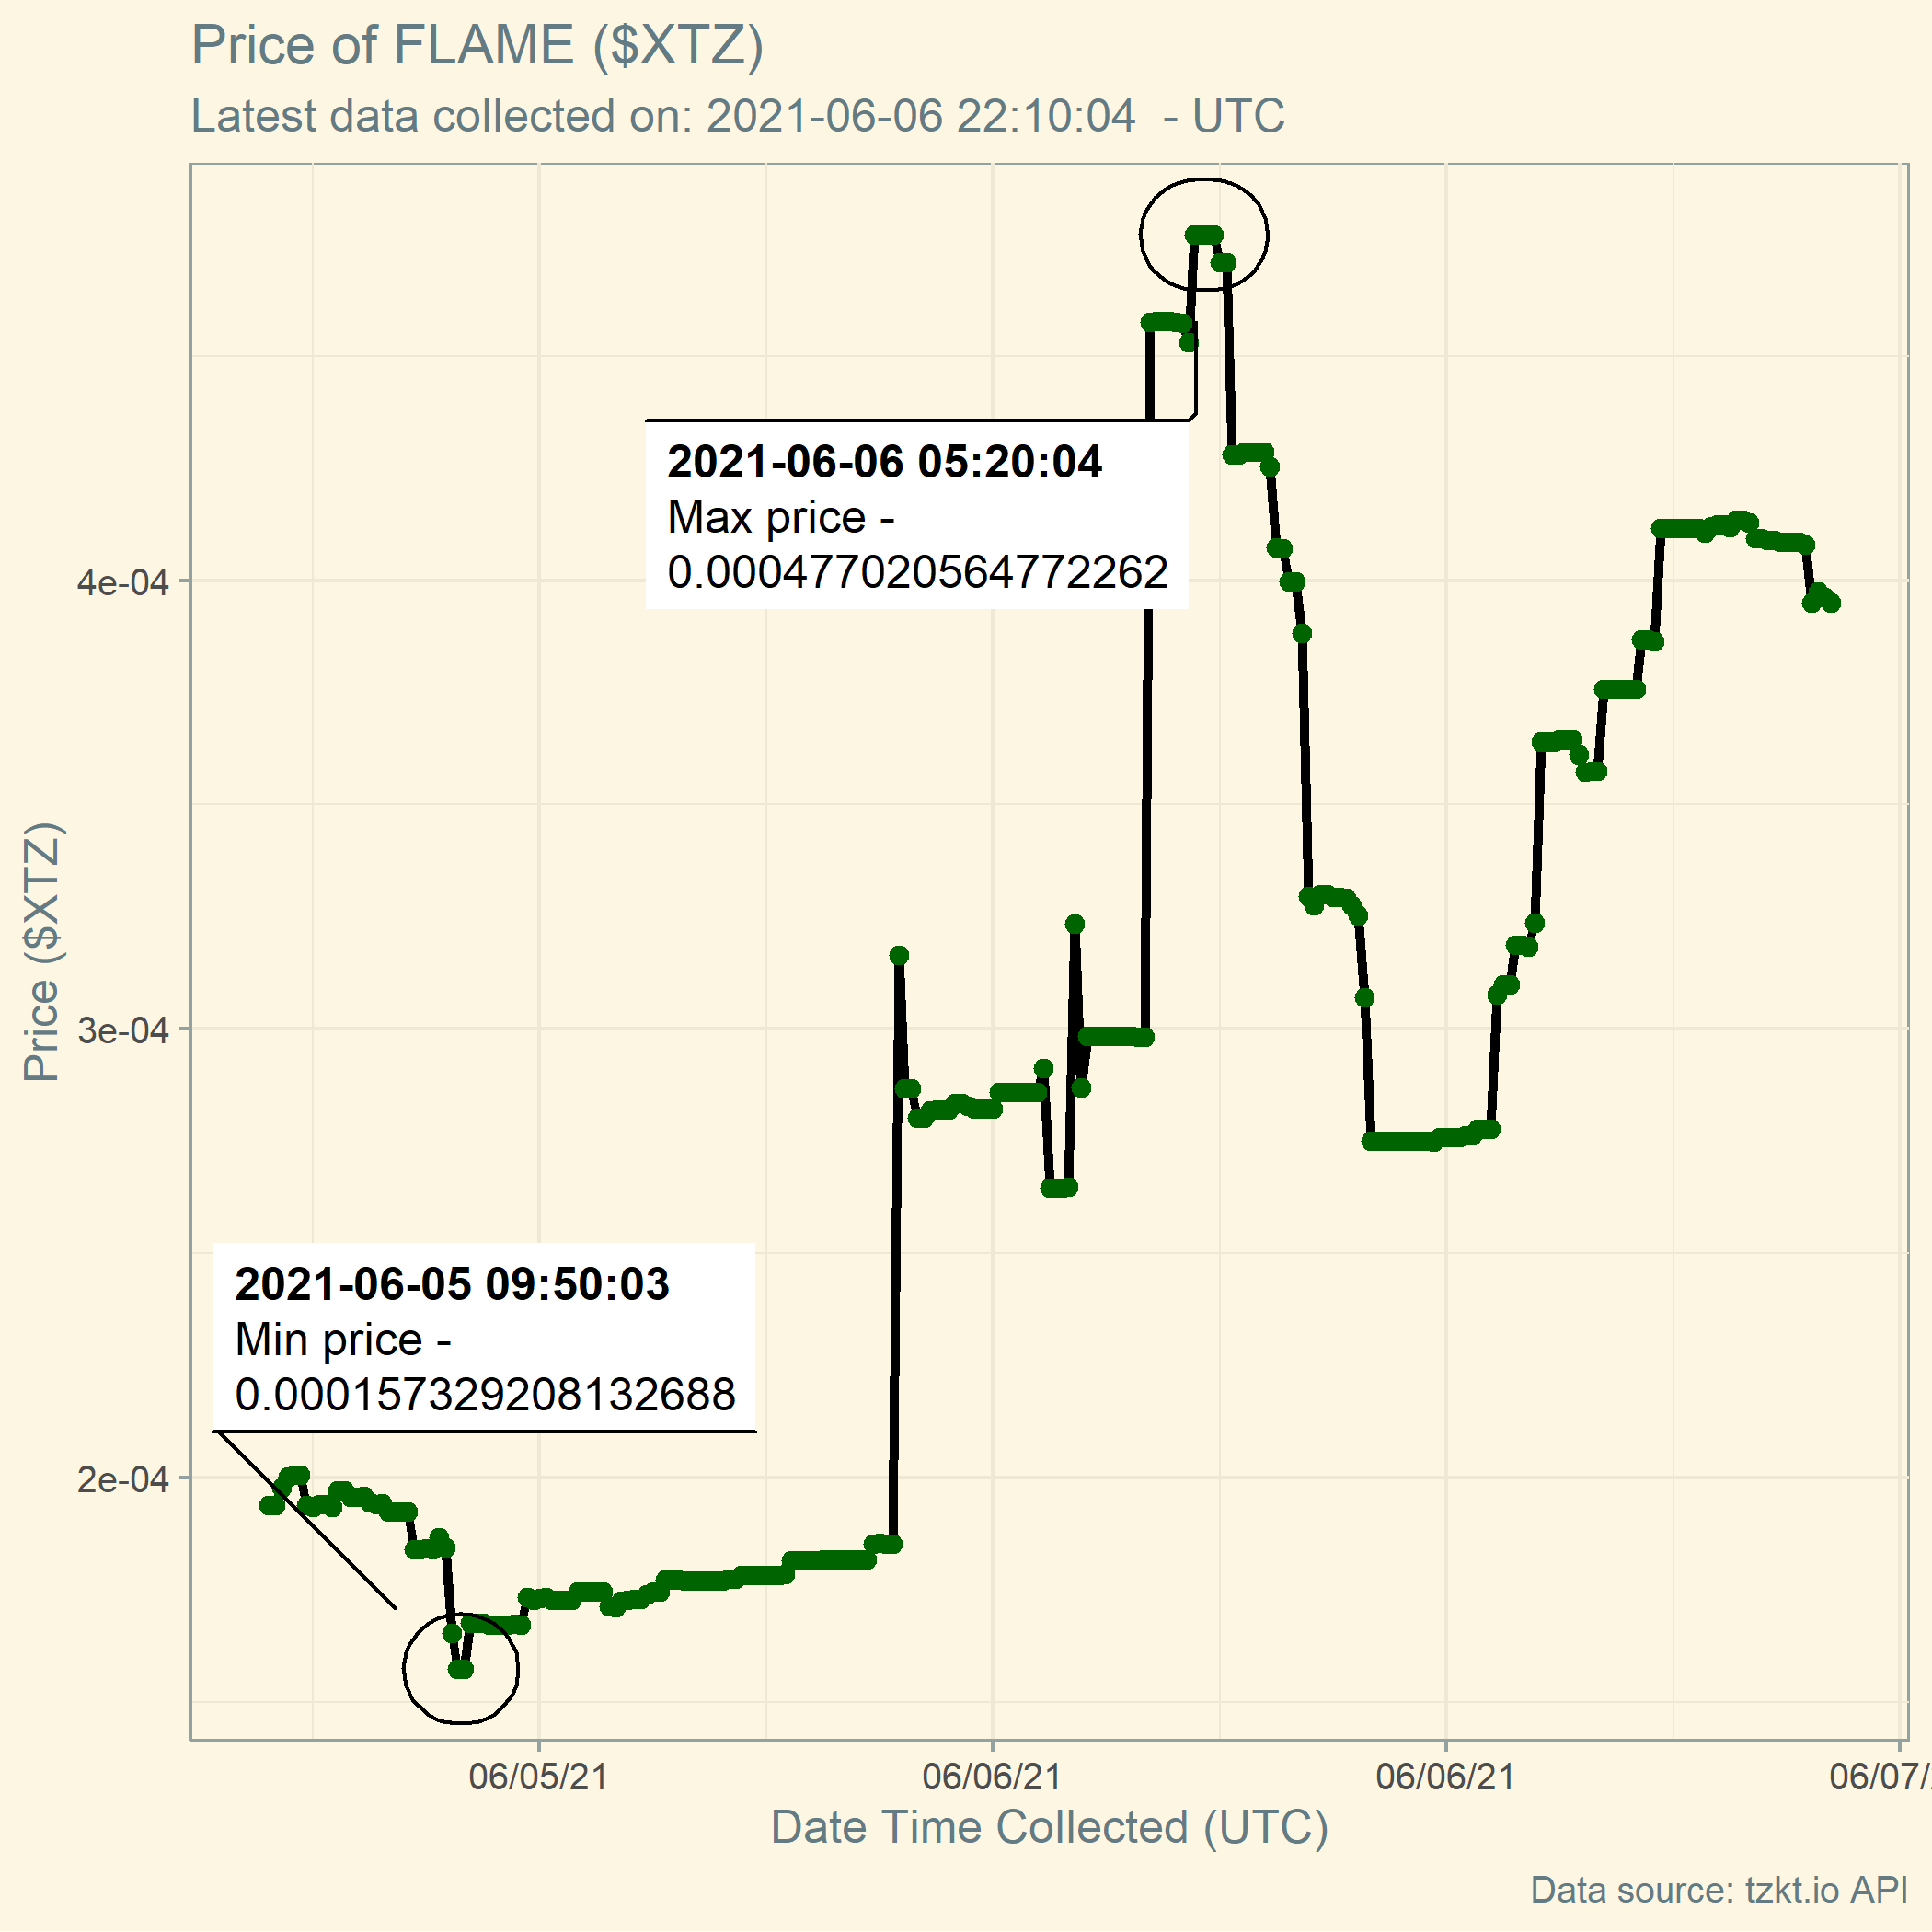 Price of FLAME ($XTZ)
Latest data collected on: 2021-06-06 22:10:04  - UTC
2021-06-06 05:20:04
Max price -
0.000477020564772262
4e-04
Price ($XTZ)
3e-04
2021-06-05 09:50:03
Min price -
0.000157329208132688
2e-04
06/05/21 06/06/21 06/06/21 06/07/
Date Time Collected (UTC)
Data source: tzkt.io API